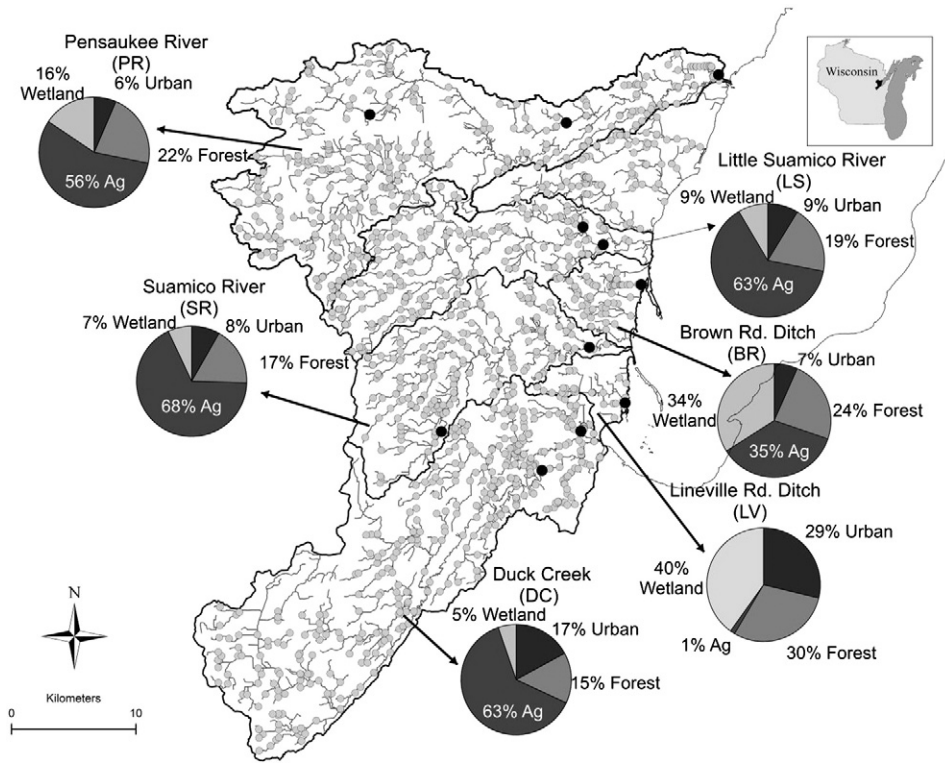 Pensaukee River
(PR)
16%
Wetland
6% Urban
22% Forest
56% Ag
Wisconsin
Little Suamico River
(LS)
9% Wetland
9% Urban
19% Forest
63% Ag
Suamico River
(SR)
7% Wetland
8% Urban
17% Forest
68% Ag
Brown Rd. Ditch
(BR)
7% Urban
34%
Wetland
24% Forest
35% Ag
Lineville Rd. Ditch
(LV)
29% Urban
40%
Wetland
1% Ag
30% Forest
Duck Creek
(DC)
5% Wetland
17% Urban
15% Forest
63% Ag
N
Kilometers
0 10